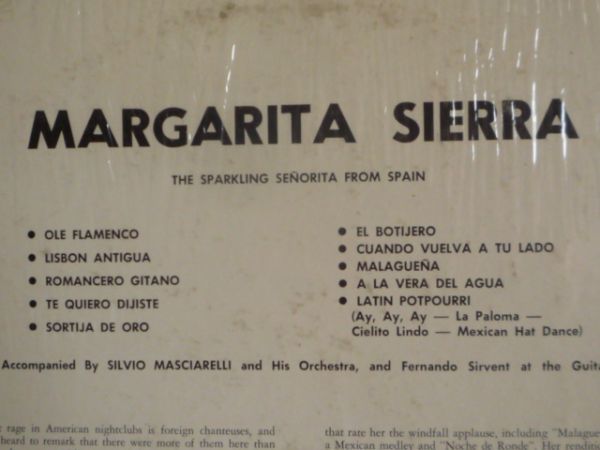 MARGARITA SIERRA
THE SPARKLING SEÑORITA FROM SPAIN
● OLE FLAMENCO
● LISBON ANTIGUA
● ROMANCERO GITANO
● TE QUIERO DIJISTE
● SORTIJA DE ORO
● EL BOTIJERO
● CUANDO VUELVA A TU LADO
● MALAGUEÑA
● A LA VERA DEL AGUA
● LATIN POTPOURRI
(Ay, Ay, Ay — La Paloma —
Cielito Lindo — Mexican Hat Dance)
Accompanied By SILVIO MASCIARELLI and His Orchestra, and Fernando Sirvent at the Guita
rage in American nightclubs is foreign chanteuses, and
heard to remark that there were more of them here than
that rate her the windfall applause, including "Malague
a Mexican medley and "Noche de Ronde". Her rendition